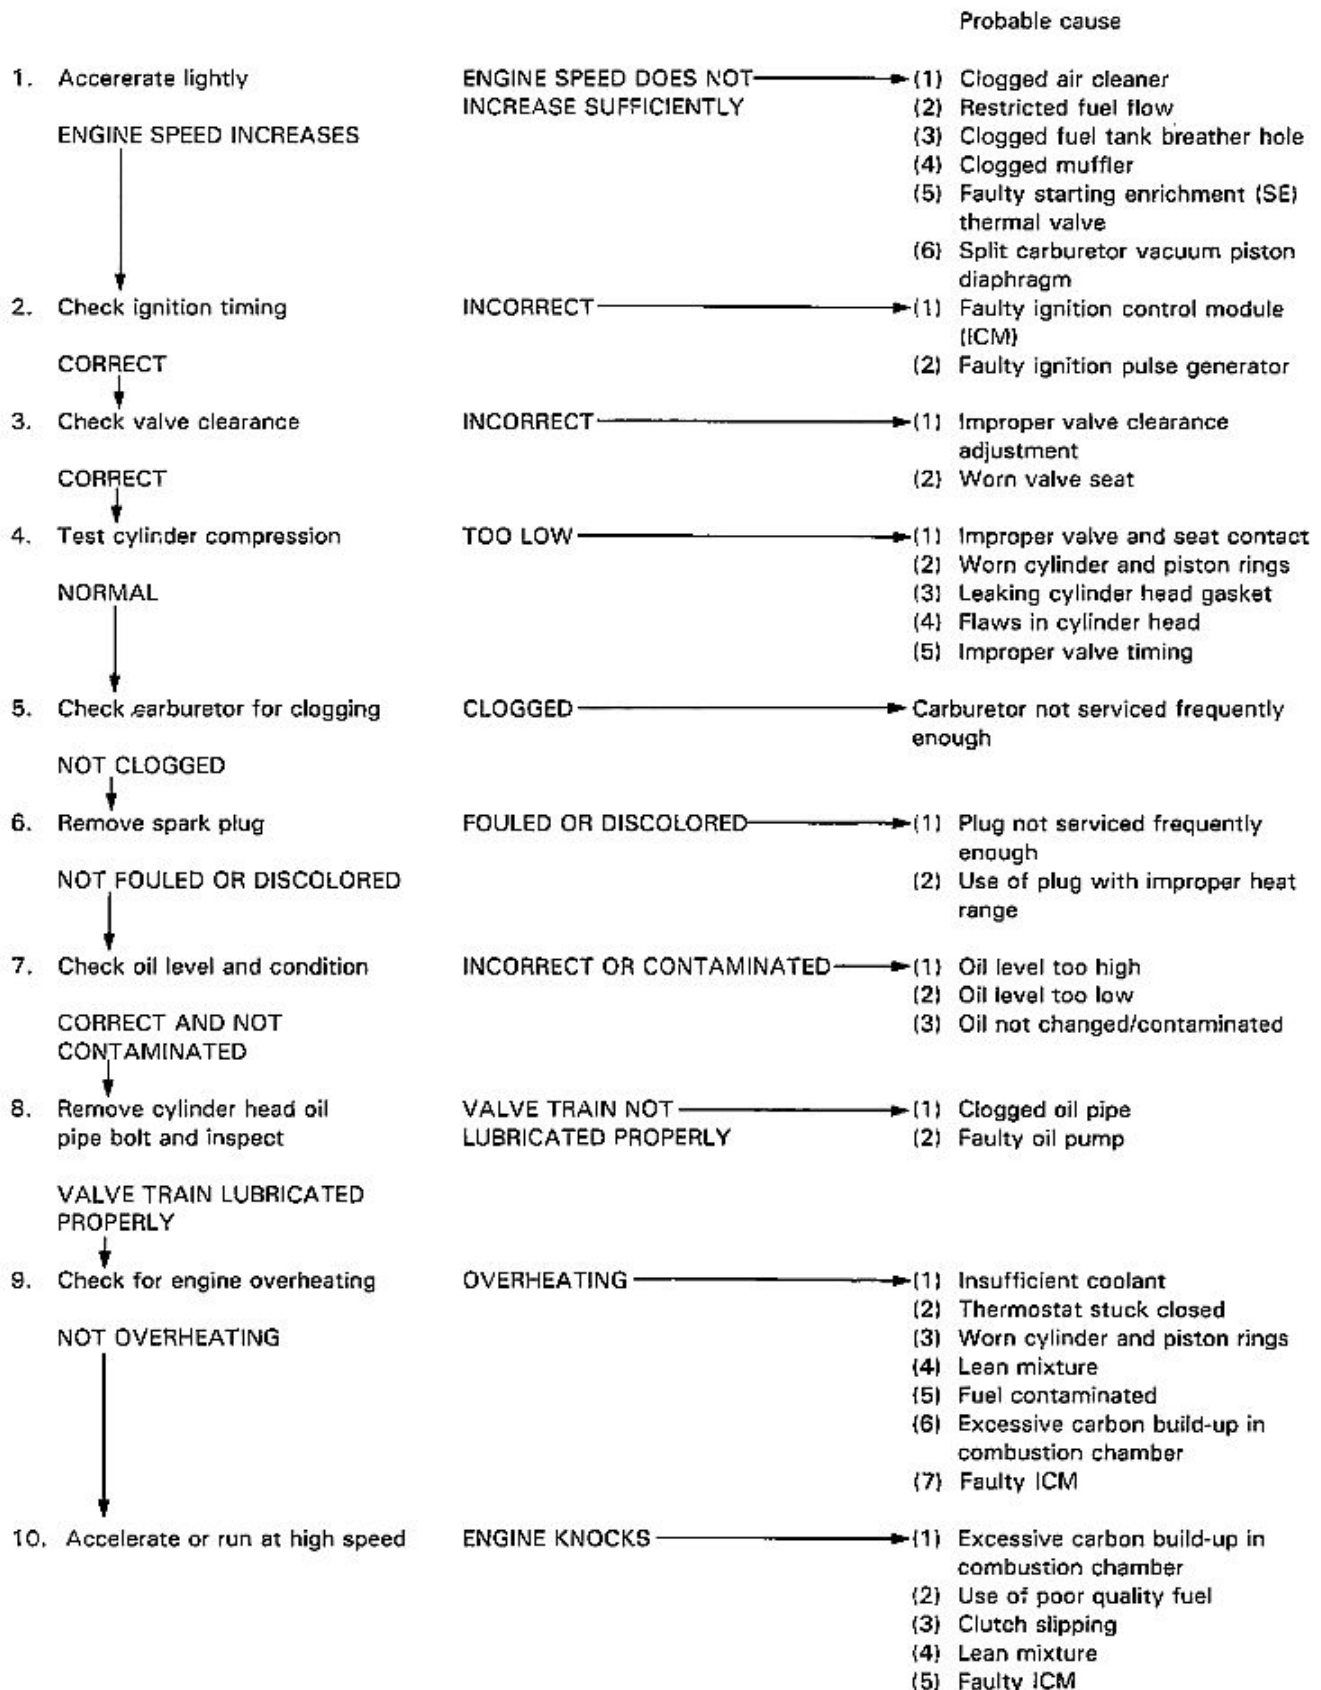 Probable cause
1. Accererate lightly
ENGINE SPEED INCREASES
ENGINE SPEED DOES NOT
INCREASE SUFFICIENTLY
(1) Clogged air cleaner
(2) Restricted fuel flow
(3) Clogged fuel tank breather hole
(4) Clogged muffler
(5) Faulty starting enrichment (SE)
thermal valve
(6) Split carburetor vacuum piston
diaphragm
2. Check ignition timing
CORRECT
INCORRECT
(1) Faulty ignition control module
(ICM)
(2) Faulty ignition pulse generator
3. Check valve clearance
CORRECT
INCORRECT
(1) Improper valve clearance
adjustment
(2) Worn valve seat
4. Test cylinder compression
NORMAL
TOO LOW
(1) Improper valve and seat contact
(2) Worn cylinder and piston rings
(3) Leaking cylinder head gasket
(4) Flaws in cylinder head
(5) Improper valve timing
5. Check carburetor for clogging
NOT CLOGGED
CLOGGED
Carburetor not serviced frequently
enough
6. Remove spark plug
NOT FOULED OR DISCOLORED
FOULED OR DISCOLORED
(1) Plug not serviced frequently
enough
(2) Use of plug with improper heat
range
7. Check oil level and condition
CORRECT AND NOT
CONTAMINATED
INCORRECT OR CONTAMINATED
(1) Oil level too high
(2) Oil level too low
(3) Oil not changed/contaminated
8. Remove cylinder head oil
pipe bolt and inspect
VALVE TRAIN LUBRICATED
PROPERLY
VALVE TRAIN NOT
LUBRICATED PROPERLY
(1) Clogged oil pipe
(2) Faulty oil pump
9. Check for engine overheating
NOT OVERHEATING
OVERHEATING
(1) Insufficient coolant
(2) Thermostat stuck closed
(3) Worn cylinder and piston rings
(4) Lean mixture
(5) Fuel contaminated
(6) Excessive carbon build-up in
combustion chamber
(7) Faulty ICM
10. Accelerate or run at high speed
ENGINE KNOCKS
(1) Excessive carbon build-up in
combustion chamber
(2) Use of poor quality fuel
(3) Clutch slipping
(4) Lean mixture
(5) Faulty ICM